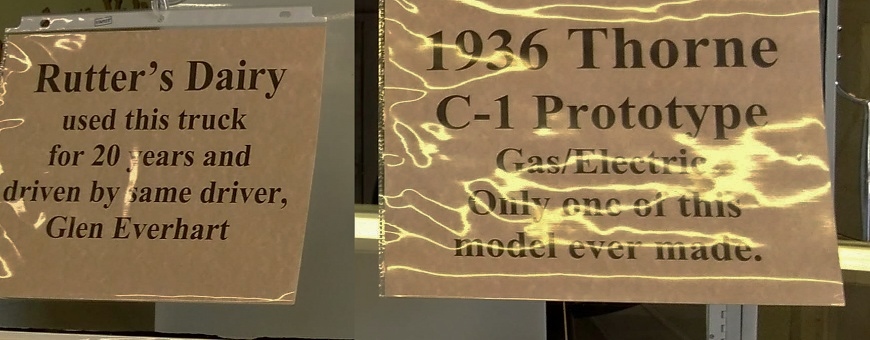 Rutter's Dairy
used this truck
for 20 years and
driven by same driver,
Glen Everhart
1936 Thorne
C-1 Prototype
Gas/Electric
Only one of this
model ever made.